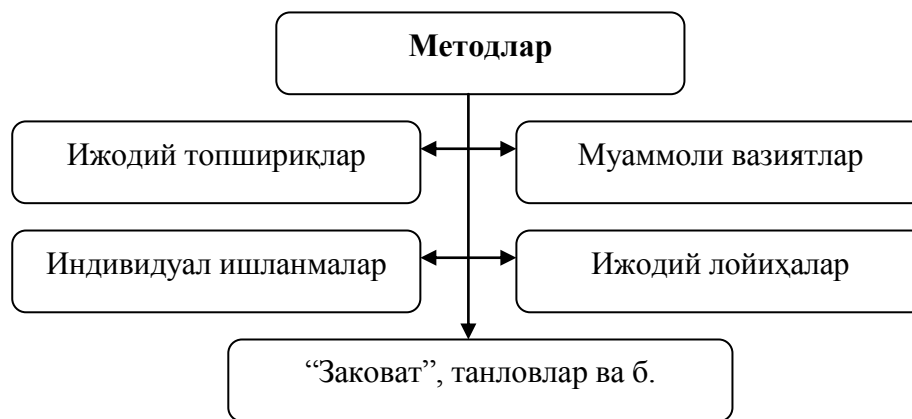 Методлар
Ижодий топшириқлар
Муаммоли вазиятлар
Индивидуал ишланмалар
Ижодий лойиҳалар
“Заковат”, танловлар ва б.